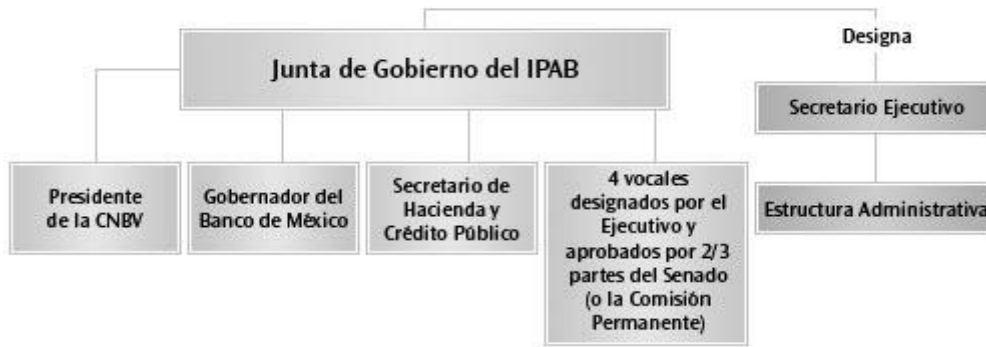 Junta de Gobierno del IPAB
Designa
Secretario Ejecutivo
Estructura Administrativa
Presidente
de la CNBV
Gobernador del
Banco de México
Secretario de
Hacienda y
Crédito Público
4 vocales
designados por el
Ejecutivo y
aprobados por 2/3
partes del Senado
(o la Comisión
Permanente)